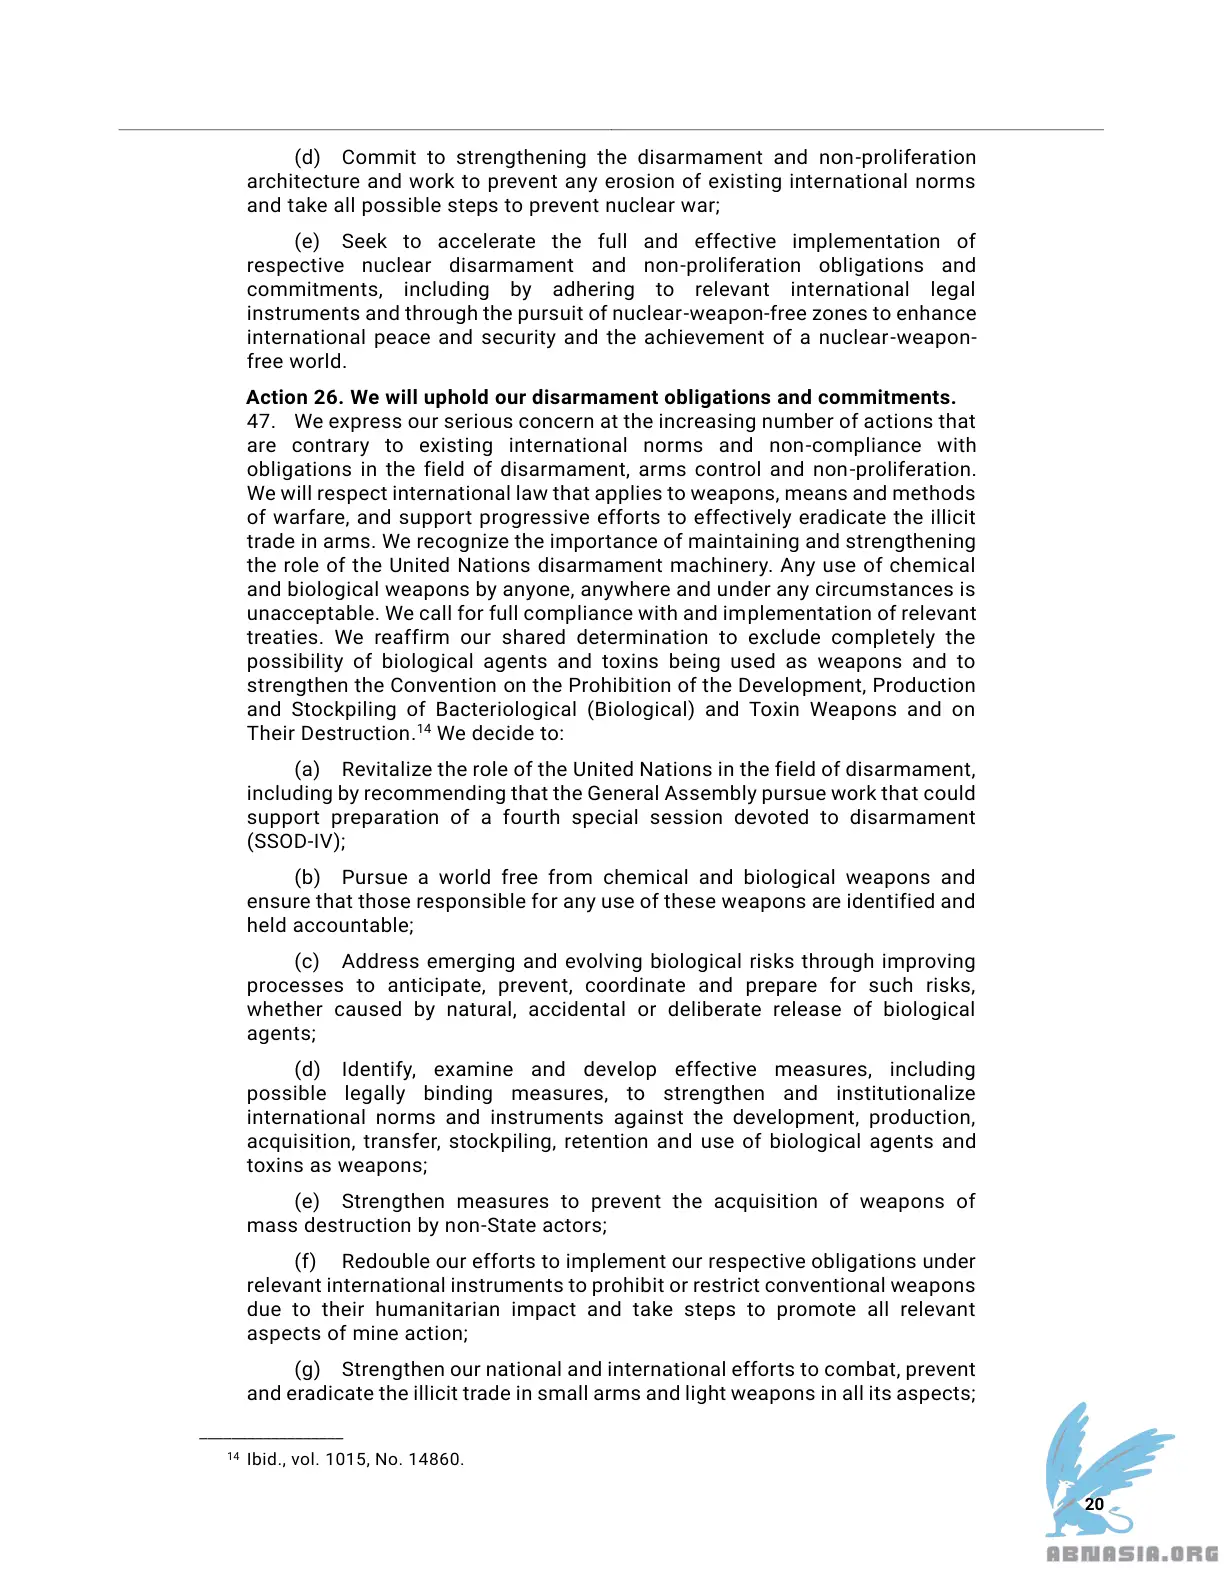 (d) Commit to strengthening the disarmament and non-proliferation
architecture and work to prevent any erosion of existing international norms
and take all possible steps to prevent nuclear war;
(e) Seek to accelerate the full and effective implementation of
respective nuclear disarmament and non-proliferation obligations and
commitments, including by adhering to relevant international legal
instruments and through the pursuit of nuclear-weapon-free zones to enhance
international peace and security and the achievement of a nuclear-weapon-
free world.
Action 26. We will uphold our disarmament obligations and commitments.
47. We express our serious concern at the increasing number of actions that
are contrary to existing international norms and non-compliance with
obligations in the field of disarmament, arms control and non-proliferation.
We will respect international law that applies to weapons, means and methods
of warfare, and support progressive efforts to effectively eradicate the illicit
trade in arms. We recognize the importance of maintaining and strengthening
the role of the United Nations disarmament machinery. Any use of chemical
and biological weapons by anyone, anywhere and under any circumstances is
unacceptable. We call for full compliance with and implementation of relevant
treaties. We reaffirm our shared determination to exclude completely the
possibility of biological agents and toxins being used as weapons and to
strengthen the Convention on the Prohibition of the Development, Production
and Stockpiling of Bacteriological (Biological) and Toxin Weapons and on
Their Destruction.14 We decide to:
(a) Revitalize the role of the United Nations in the field of disarmament,
including by recommending that the General Assembly pursue work that could
support preparation of a fourth special session devoted to disarmament
(SSOD-IV);
(b) Pursue a world free from chemical and biological weapons and
ensure that those responsible for any use of these weapons are identified and
held accountable;
(c) Address emerging and evolving biological risks through improving
processes to anticipate, prevent, coordinate and prepare for such risks,
whether caused by natural, accidental or deliberate release of biological
agents;
(d) Identify, examine and develop effective measures, including
possible legally binding measures, to strengthen and institutionalize
international norms and instruments against the development, production,
acquisition, transfer, stockpiling, retention and use of biological agents and
toxins as weapons;
(e) Strengthen measures to prevent the acquisition of weapons of
mass destruction by non-State actors;
(f) Redouble our efforts to implement our respective obligations under
relevant international instruments to prohibit or restrict conventional weapons
due to their humanitarian impact and take steps to promote all relevant
aspects of mine action;
(g) Strengthen our national and international efforts to combat, prevent
and eradicate the illicit trade in small arms and light weapons in all its aspects;
14 Ibid., vol. 1015, No. 14860.
20
ABNASIA.ORG